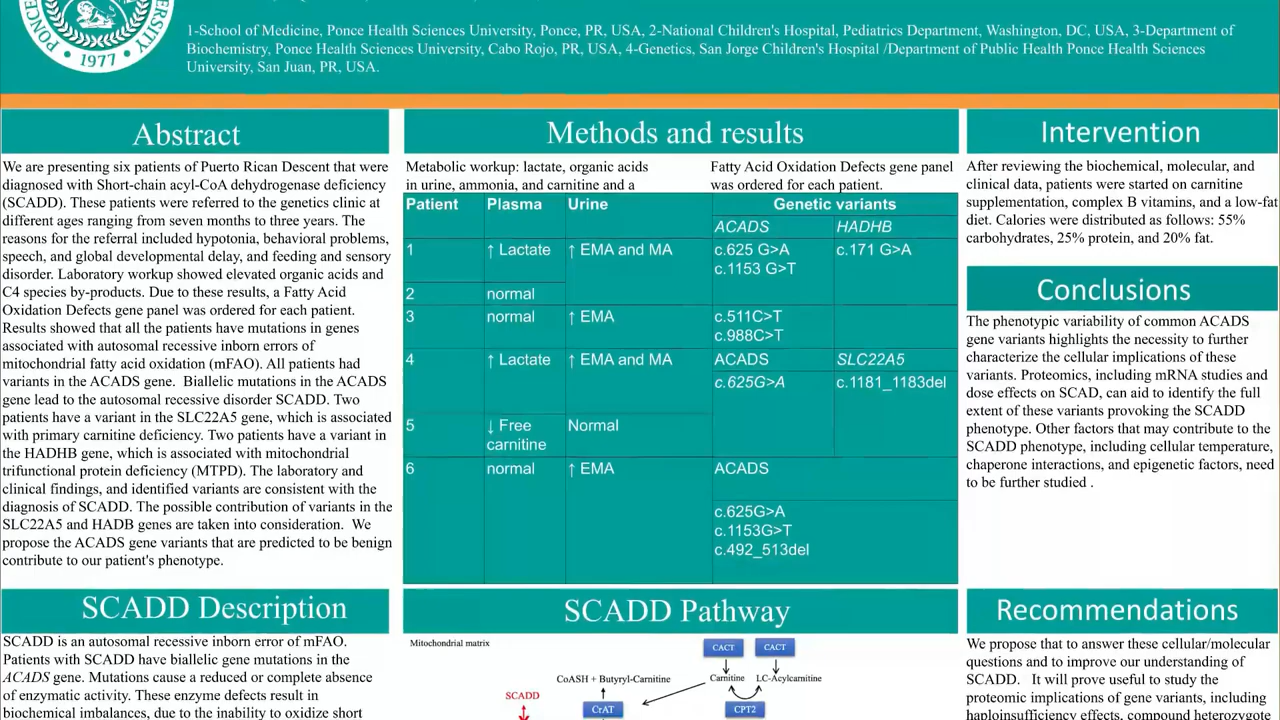 1-School of Medicine, Ponce Health Sciences University, Ponce, PR, USA, 2-National Children's Hospital, Pediatrics Department, Washington, DC, USA, 3-Department of
Biochemistry, Ponce Health Sciences University, Cabo Rojo, PR, USA, 4-Genetics, San Jorge Children's Hospital /Department of Public Health Ponce Health Sciences
University, San Juan, PR, USA.
1977
Abstract
We are presenting six patients of Puerto Rican Descent that were
diagnosed with Short-chain acyl-CoA dehydrogenase deficiency
(SCADD). These patients were referred to the genetics clinic at
different ages ranging from seven months to three years. The
reasons for the referral included hypotonia, behavioral problems,
speech, and global developmental delay, and feeding and sensory
disorder. Laboratory workup showed elevated organic acids and
C4 species by-products. Due to these results, a Fatty Acid
Oxidation Defects gene panel was ordered for each patient.
Results showed that all the patients have mutations in genes
associated with autosomal recessive inborn errors of
mitochondrial fatty acid oxidation (mFAO). All patients had
variants in the ACADS gene. Biallelic mutations in the ACADS
gene lead to the autosomal recessive disorder SCADD. Two
patients have a variant in the SLC22A5 gene, which is associated
with primary carnitine deficiency. Two patients have a variant in
the HADHB gene, which is associated with mitochondrial
trifunctional protein deficiency (MTPD). The laboratory and
clinical findings, and identified variants are consistent with the
diagnosis of SCADD. The possible contribution of variants in the
SLC22A5 and HADB genes are taken into consideration. We
propose the ACADS gene variants that are predicted to be benign
contribute to our patient's phenotype.
SCADD Description
SCADD is an autosomal recessive inborn error of mFAO.
Patients with SCADD have biallelic gene mutations in the
ACADS gene. Mutations cause a reduced or complete absence
of enzymatic activity. These enzyme defects result in
biochemical imbalances, due to the inability to oxidize short
Methods and results
Metabolic workup: lactate, organic acids
in urine, ammonia, and carnitine and a
Fatty Acid Oxidation Defects gene panel
was ordered for each patient.
Patient Plasma Urine Genetic variants
ACADS HADHB
1 ↑ Lactate ↑ EMA and MA c.625 G>A c.171 G>A
c.1153 G>T
2 normal
3 normal ↑ EMA c.511C>T
c.988C>T
4 ↑ Lactate ↑ EMA and MA ACADS SLC22A5
c.625G>A c.1181_1183del
5 ↓ Free Normal
carnitine
6 normal ↑ EMA ACADS
c.625G>A
c.1153G>T
c.492_513del
SCADD Pathway
Mitochondrial matrix
CACT CACT
CoASH + Butyryl-Carnitine Carnitine LC-Acylcarnitine
SCADD
CrAT CPT2
Intervention
After reviewing the biochemical, molecular, and
clinical data, patients were started on carnitine
supplementation, complex B vitamins, and a low-fat
diet. Calories were distributed as follows: 55%
carbohydrates, 25% protein, and 20% fat.
Conclusions
The phenotypic variability of common ACADS
gene variants highlights the necessity to further
characterize the cellular implications of these
variants. Proteomics, including mRNA studies and
dose effects on SCAD, can aid to identify the full
extent of these variants provoking the SCADD
phenotype. Other factors that may contribute to the
SCADD phenotype, including cellular temperature,
chaperone interactions, and epigenetic factors, need
to be further studied .
Recommendations
We propose that to answer these cellular/molecular
questions and to improve our understanding of
SCADD. It will prove useful to study the
proteomic implications of gene variants, including
haploinsufficiency effects, compound heterozygote